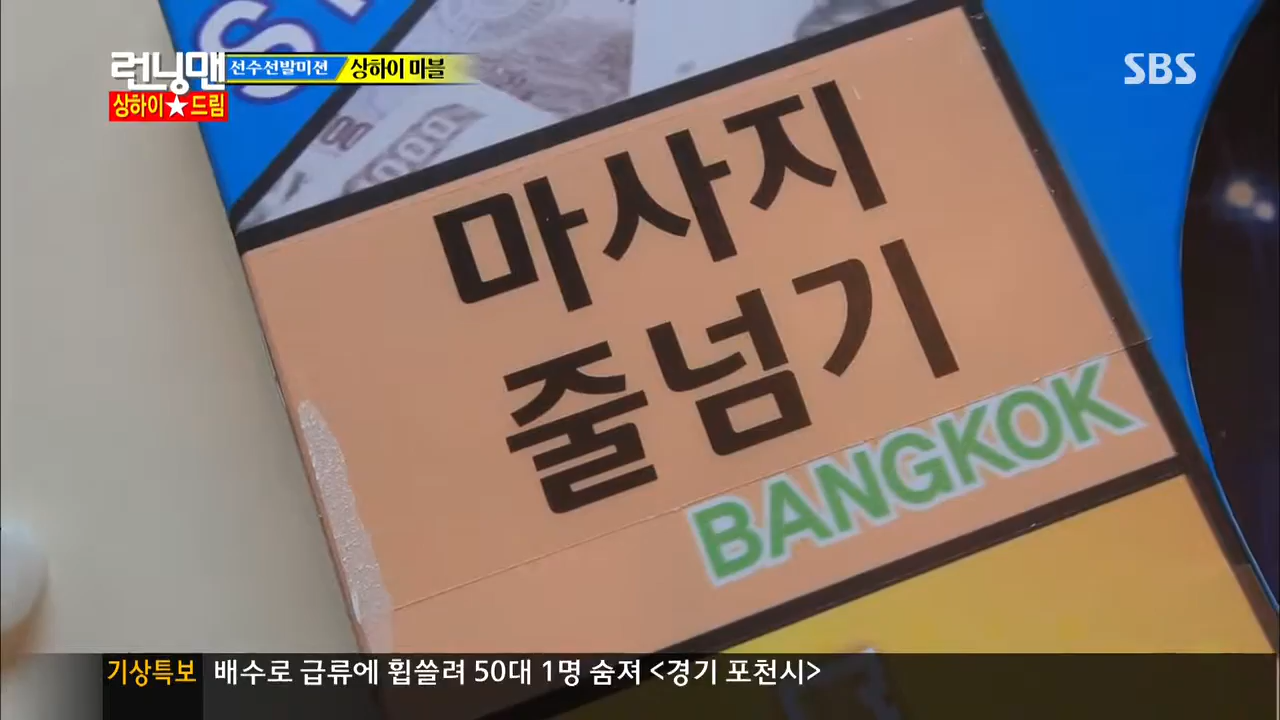 런닝맨 전수선발미션 상하이 마블
상하이★드림
SBS
S
000
마사지
줄넘기
BANGKOK
기상특보 배수로 급류에 휩쓸려 50대 1명 숨져 <경기 포천시>